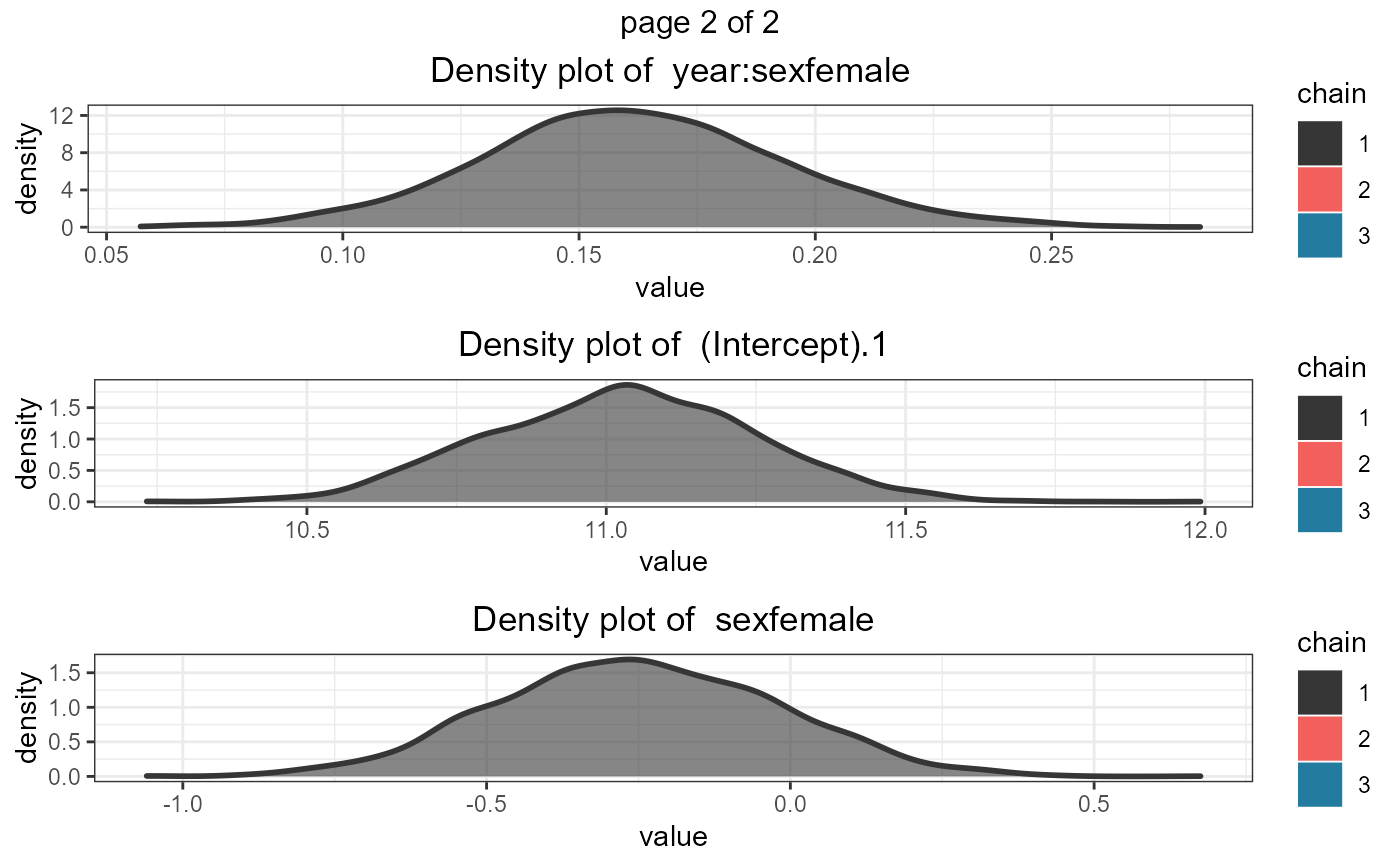 page 2 of 2
Density plot of  year:sexfemale
density
12
8
4
0
0.05 0.10 0.15 0.20 0.25
value
chain
1
2
3
Density plot of  (Intercept).1
density
1.5
1.0
0.5
0.0
10.5 11.0 11.5 12.0
value
chain
1
2
3
Density plot of  sexfemale
density
1.5
1.0
0.5
0.0
-1.0 -0.5 0.0 0.5
value
chain
1
2
3